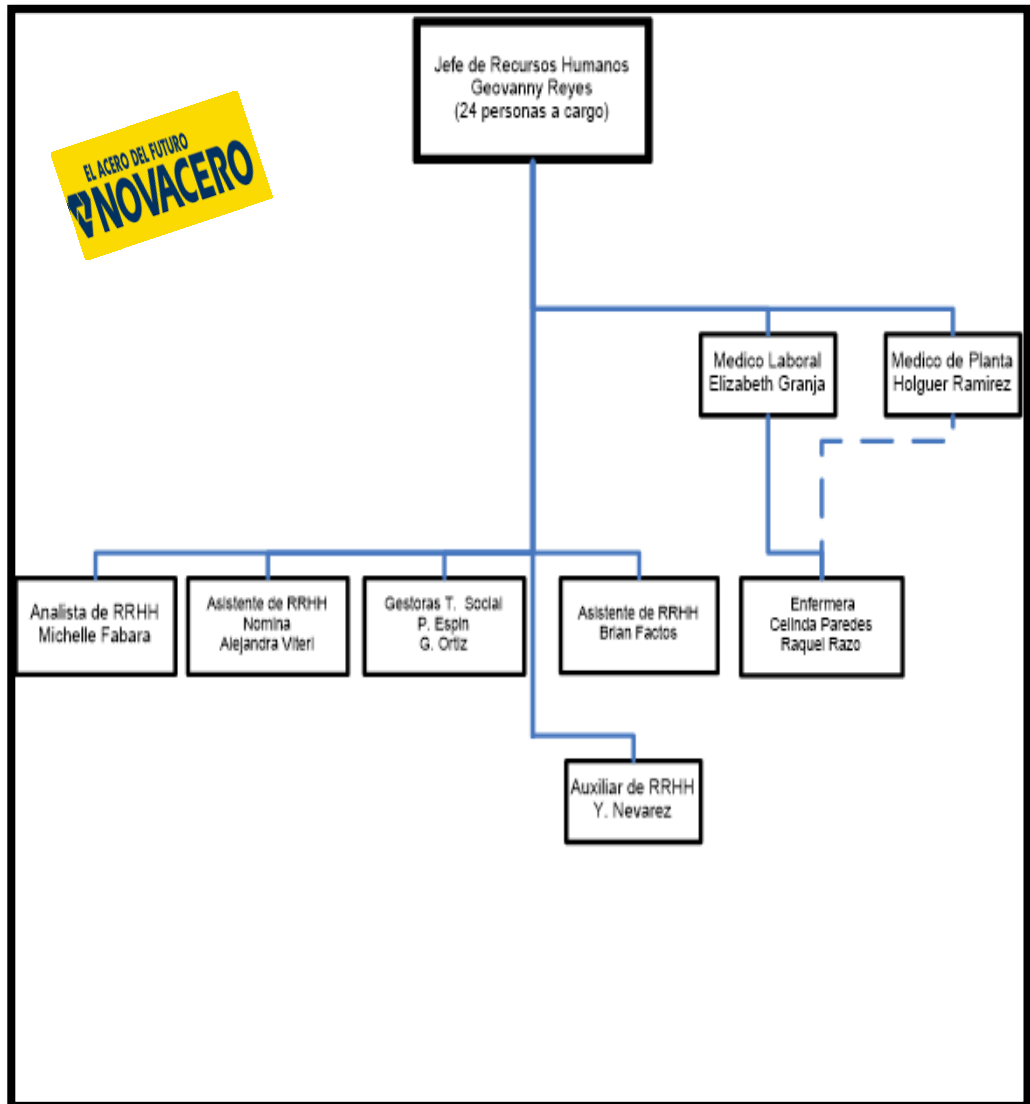 Jefe de Recursos Humanos
Geovanny Reyes
(24 personas a cargo)
EL ACERO DEL FUTURO
NOVACERO
Medico Laboral
Elizabeth Granja
Medico de Planta
Holguer Ramirez
Analista de RRHH
Michelle Fabara
Asistente de RRHH
Nomina
Alejandra Viteri
Gestoras T. Social
P. Espin
G. Ortiz
Asistente de RRHH
Brian Factos
Enfermera
Celinda Paredes
Raquel Razo
Auxiliar de RRHH
Y. Nevarez